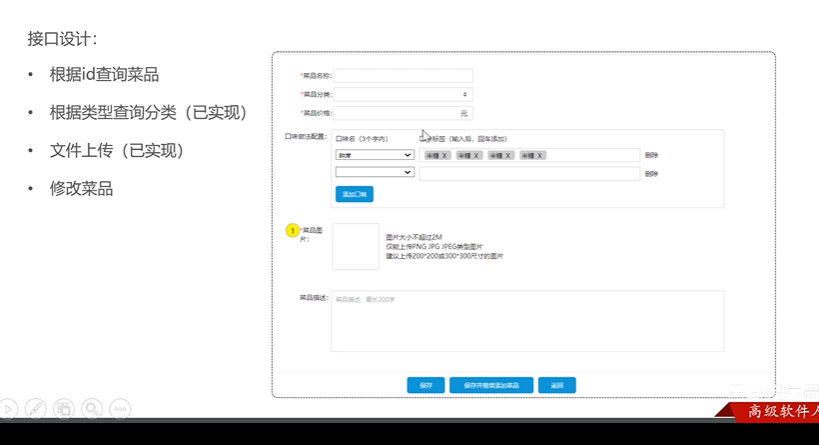 接口设计：
• 根据id查询菜品
• 根据类型查询分类（已实现）
• 文件上传（已实现）
• 修改菜品
*菜品名称:
*菜品分类:
*菜品价格: 元
口味做法配置:
口味名（3个字内） 标签（输入后，回车添加）
甜度 半糖 X 半糖 X 半糖 X 半糖 X 删除
删除
添加口味
1 *菜品图片:
图片大小不超过2M
仅能上传PNG JPG JPEG类型图片
建议上传200*200或300*300尺寸的图片
菜品描述: 菜品描述，最长200字
保存 保存并继续添加菜品 返回
高级软件人